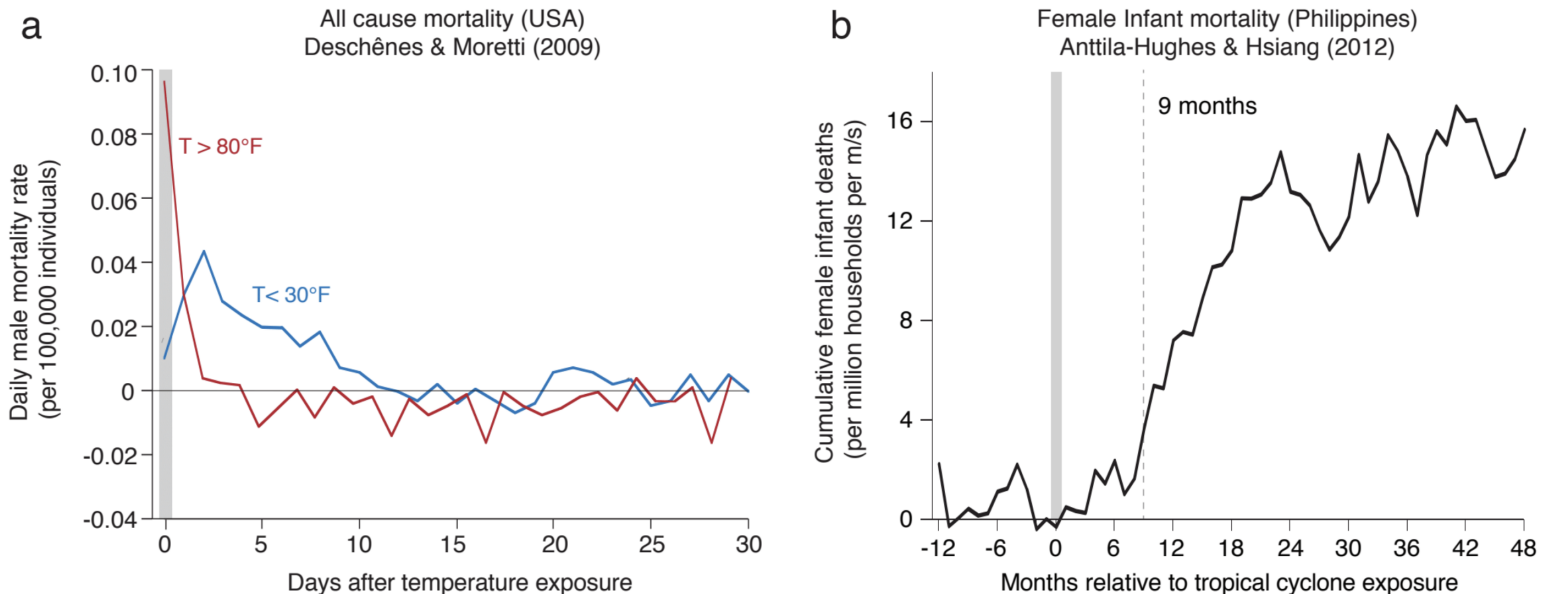 a
All cause mortality (USA)
Deschênes & Moretti (2009)
Daily male mortality rate
(per 100,000 individuals)
0.10
0.08
0.06
0.04
0.02
0
-0.02
-0.04
T > 80°F
T< 30°F
0 5 10 15 20 25 30
Days after temperature exposure
b
Female Infant mortality (Philippines)
Anttila-Hughes & Hsiang (2012)
Cumulative female infant deaths
(per million households per m/s)
16
12
8
4
0
9 months
-12 -6 0 6 12 18 24 30 36 42 48
Months relative to tropical cyclone exposure